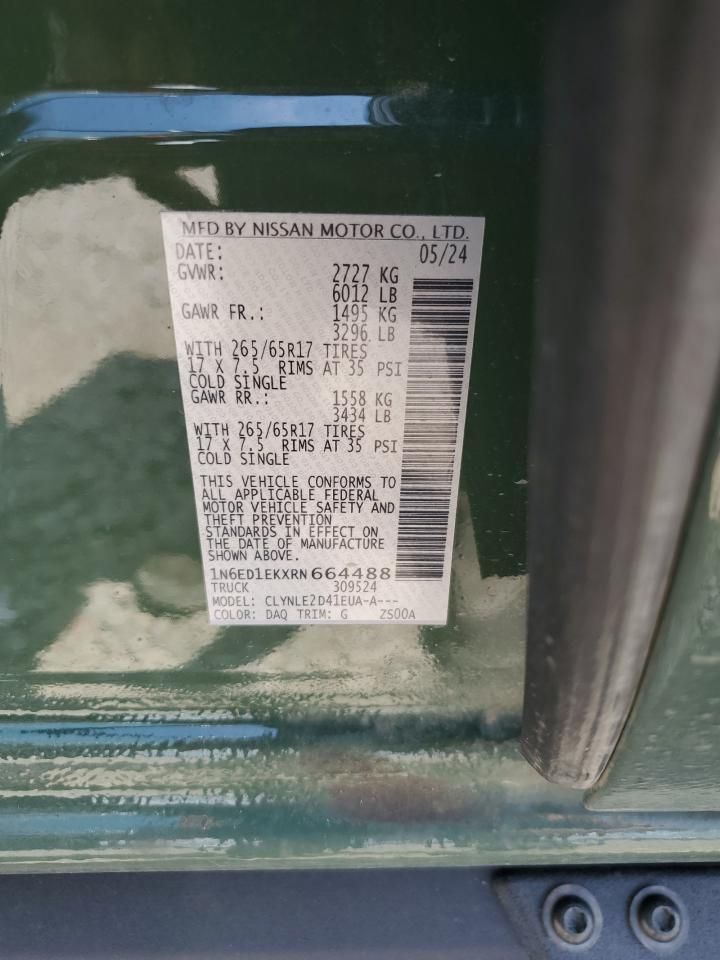 MFD BY NISSAN MOTOR CO., LTD.
DATE: 05/24
GVWR: 2727 KG
6012 LB
GAWR FR.: 1495 KG
3296 LB
WITH 265/65R17 TIRES
17 X 7.5 RIMS AT 35 PSI
COLD SINGLE
GAWR RR.: 1558 KG
3434 LB
WITH 265/65R17 TIRES
17 X 7.5 RIMS AT 35 PSI
COLD SINGLE
THIS VEHICLE CONFORMS TO
ALL APPLICABLE FEDERAL
MOTOR VEHICLE SAFETY AND
THEFT PREVENTION
STANDARDS IN EFFECT ON
THE DATE OF MANUFACTURE
SHOWN ABOVE.
1N6ED1EKXRN664488
TRUCK 309524
MODEL: CLYNLE2D41EUA-A---
COLOR: DAQ TRIM: G ZS00A